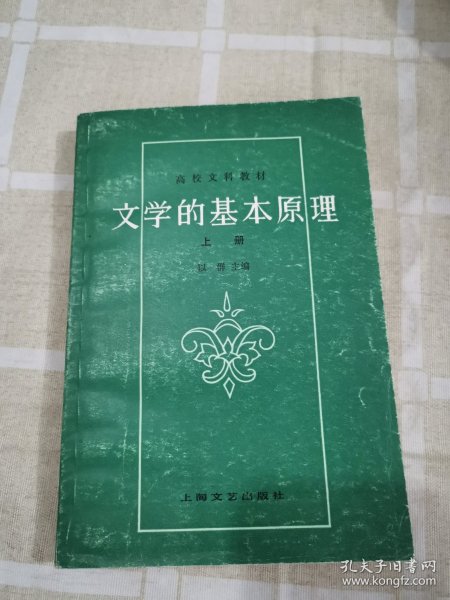 高校文科教材
文学的基本原理
上册
以群 主编
上海文艺出版社
孔夫子旧书网
www.kongfz.com